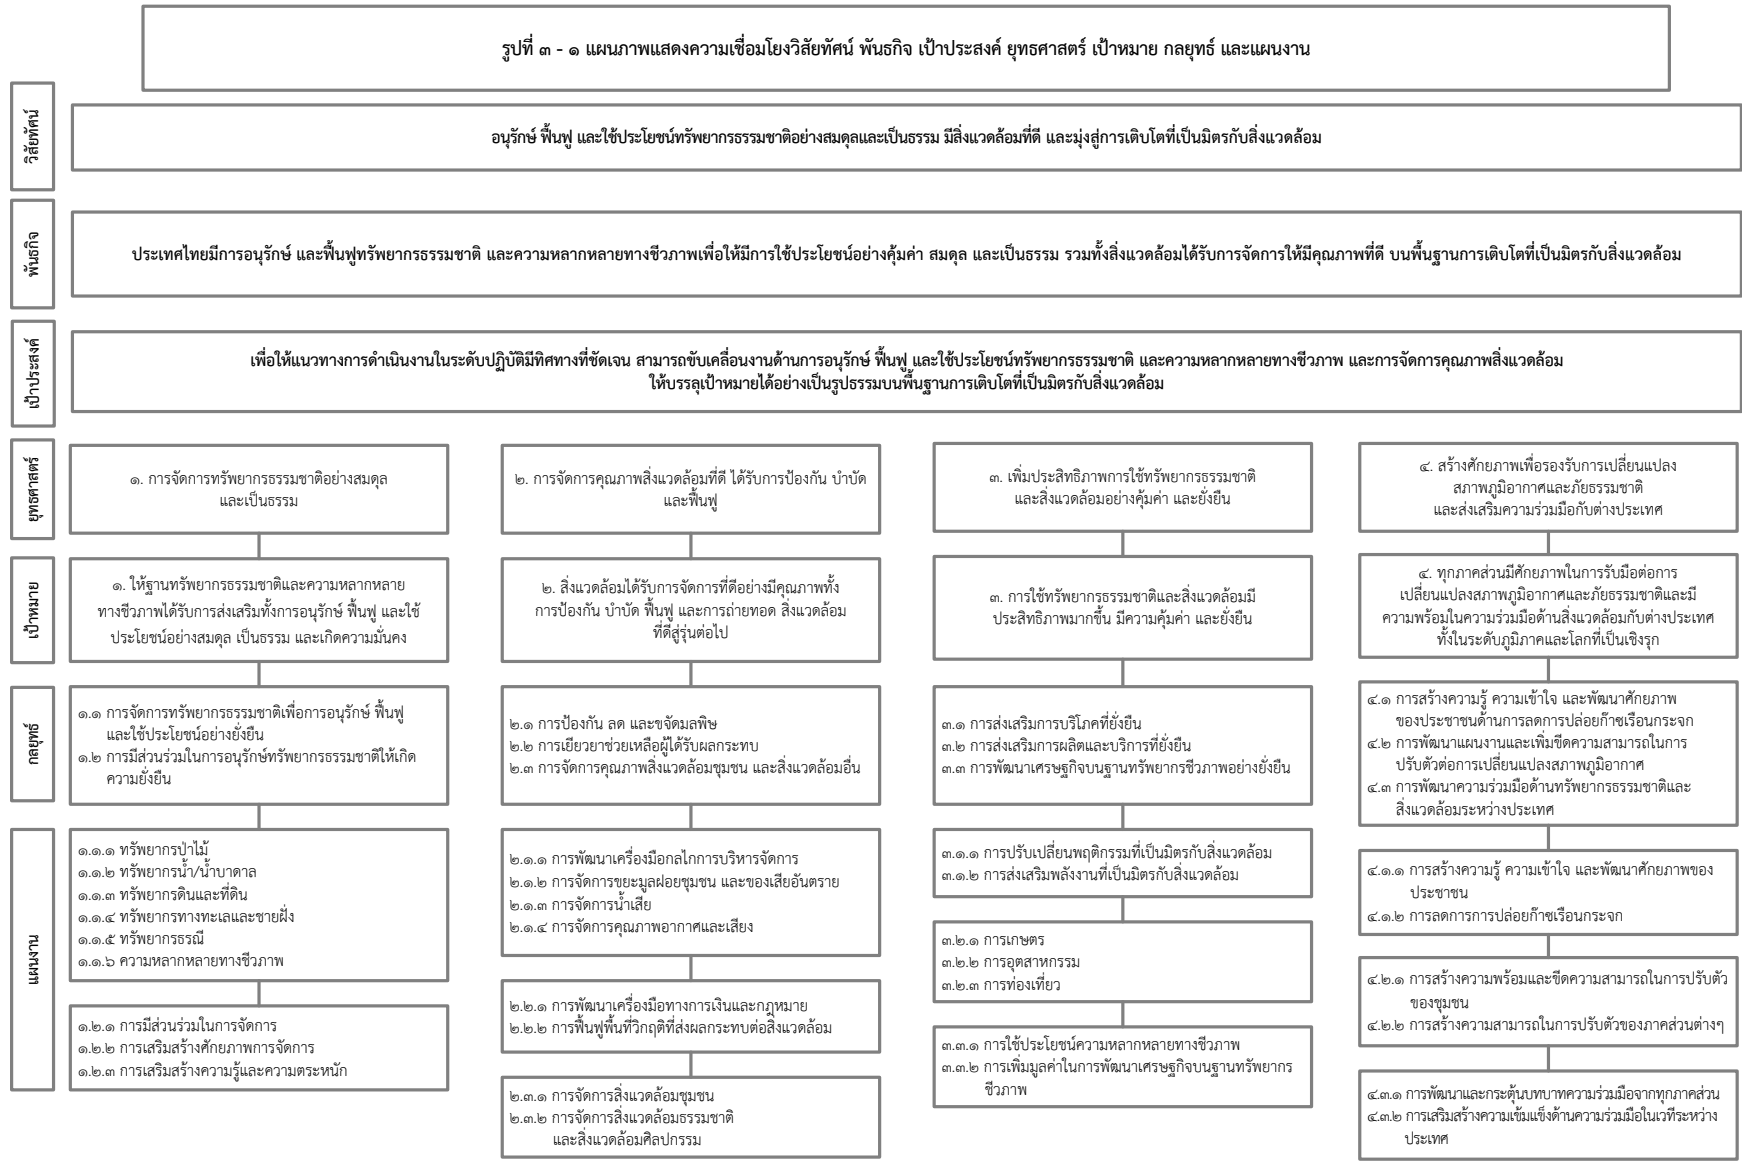 รูปที่ ๓ - ๑ แผนภาพแสดงความเชื่อมโยงวิสัยทัศน์ พันธกิจ เป้าประสงค์ ยุทธศาสตร์ เป้าหมาย กลยุทธ์ และแผนงาน
วิสัยทัศน์
อนุรักษ์ ฟื้นฟู และใช้ประโยชน์ทรัพยากรธรรมชาติอย่างสมดุลและเป็นธรรม มีสิ่งแวดล้อมที่ดี และมุ่งสู่การเติบโตที่เป็นมิตรกับสิ่งแวดล้อม
พันธกิจ
ประเทศไทยมีการอนุรักษ์ และฟื้นฟูทรัพยากรธรรมชาติ และความหลากหลายทางชีวภาพเพื่อให้มีการใช้ประโยชน์อย่างคุ้มค่า สมดุล และเป็นธรรม รวมทั้งสิ่งแวดล้อมได้รับการจัดการให้มีคุณภาพที่ดี บนพื้นฐานการเติบโตที่เป็นมิตรกับสิ่งแวดล้อม
เป้าประสงค์
เพื่อให้แนวทางการดำเนินงานในระดับปฏิบัติมีทิศทางที่ชัดเจน สามารถขับเคลื่อนงานด้านการอนุรักษ์ ฟื้นฟู และใช้ประโยชน์ทรัพยากรธรรมชาติ และความหลากหลายทางชีวภาพ และการจัดการคุณภาพสิ่งแวดล้อม
ให้บรรลุเป้าหมายได้อย่างเป็นรูปธรรมบนพื้นฐานการเติบโตที่เป็นมิตรกับสิ่งแวดล้อม
ยุทธศาสตร์
๑. การจัดการทรัพยากรธรรมชาติอย่างสมดุล
และเป็นธรรม
๒. การจัดการคุณภาพสิ่งแวดล้อมที่ดี ได้รับการป้องกัน บำบัด
และฟื้นฟู
๓. เพิ่มประสิทธิภาพการใช้ทรัพยากรธรรมชาติ
และสิ่งแวดล้อมอย่างคุ้มค่า และยั่งยืน
๔. สร้างศักยภาพเพื่อรองรับการเปลี่ยนแปลง
สภาพภูมิอากาศและภัยธรรมชาติ
และส่งเสริมความร่วมมือกับต่างประเทศ
เป้าหมาย
๑. ให้ฐานทรัพยากรธรรมชาติและความหลากหลาย
ทางชีวภาพได้รับการส่งเสริมทั้งการอนุรักษ์ ฟื้นฟู และใช้
ประโยชน์อย่างสมดุล เป็นธรรม และเกิดความมั่นคง
๒. สิ่งแวดล้อมได้รับการจัดการที่ดีอย่างมีคุณภาพทั้ง
การป้องกัน บำบัด ฟื้นฟู และการถ่ายทอด สิ่งแวดล้อม
ที่ดีสู่รุ่นต่อไป
๓. การใช้ทรัพยากรธรรมชาติและสิ่งแวดล้อมมี
ประสิทธิภาพมากขึ้น มีความคุ้มค่า และยั่งยืน
๔. ทุกภาคส่วนมีศักยภาพในการรับมือต่อการ
เปลี่ยนแปลงสภาพภูมิอากาศและภัยธรรมชาติและมี
ความพร้อมในความร่วมมือด้านสิ่งแวดล้อมกับต่างประเทศ
ทั้งในระดับภูมิภาคและโลกที่เป็นเชิงรุก
กลยุทธ์
๑.๑ การจัดการทรัพยากรธรรมชาติเพื่อการอนุรักษ์ ฟื้นฟู
และใช้ประโยชน์อย่างยั่งยืน
๑.๒ การมีส่วนร่วมในการอนุรักษ์ทรัพยากรธรรมชาติให้เกิด
ความยั่งยืน
๒.๑ การป้องกัน ลด และขจัดมลพิษ
๒.๒ การเยียวยาช่วยเหลือผู้ได้รับผลกระทบ
๒.๓ การจัดการคุณภาพสิ่งแวดล้อมชุมชน และสิ่งแวดล้อมอื่น
๓.๑ การส่งเสริมการบริโภคที่ยั่งยืน
๓.๒ การส่งเสริมการผลิตและบริการที่ยั่งยืน
๓.๓ การพัฒนาเศรษฐกิจบนฐานทรัพยากรชีวภาพอย่างยั่งยืน
๔.๑ การสร้างความรู้ ความเข้าใจ และพัฒนาศักยภาพ
ของประชาชนด้านการลดการปล่อยก๊าซเรือนกระจก
๔.๒ การพัฒนาแผนงานและเพิ่มขีดความสามารถในการ
ปรับตัวต่อการเปลี่ยนแปลงสภาพภูมิอากาศ
๔.๓ การพัฒนาความร่วมมือด้านทรัพยากรธรรมชาติและ
สิ่งแวดล้อมระหว่างประเทศ
แผนงาน
๑.๑.๑ ทรัพยากรป่าไม้
๑.๑.๒ ทรัพยากรน้ำ/น้ำบาดาล
๑.๑.๓ ทรัพยากรดินและที่ดิน
๑.๑.๔ ทรัพยากรทางทะเลและชายฝั่ง
๑.๑.๕ ทรัพยากรธรณี
๑.๑.๖ ความหลากหลายทางชีวภาพ
๑.๒.๑ การมีส่วนร่วมในการจัดการ
๑.๒.๒ การเสริมสร้างศักยภาพการจัดการ
๑.๒.๓ การเสริมสร้างความรู้และความตระหนัก
๒.๑.๑ การพัฒนาเครื่องมือกลไกการบริหารจัดการ
๒.๑.๒ การจัดการขยะมูลฝอยชุมชน และของเสียอันตราย
๒.๑.๓ การจัดการน้ำเสีย
๒.๑.๔ การจัดการคุณภาพอากาศและเสียง
๒.๒.๑ การพัฒนาเครื่องมือทางการเงินและกฎหมาย
๒.๒.๒ การฟื้นฟูพื้นที่วิกฤติที่ส่งผลกระทบต่อสิ่งแวดล้อม
๒.๓.๑ การจัดการสิ่งแวดล้อมชุมชน
๒.๓.๒ การจัดการสิ่งแวดล้อมธรรมชาติ
และสิ่งแวดล้อมศิลปกรรม
๓.๑.๑ การปรับเปลี่ยนพฤติกรรมที่เป็นมิตรกับสิ่งแวดล้อม
๓.๑.๒ การส่งเสริมพลังงานที่เป็นมิตรกับสิ่งแวดล้อม
๓.๒.๑ การเกษตร
๓.๒.๒ การอุตสาหกรรม
๓.๒.๓ การท่องเที่ยว
๓.๓.๑ การใช้ประโยชน์ความหลากหลายทางชีวภาพ
๓.๓.๒ การเพิ่มมูลค่าในการพัฒนาเศรษฐกิจบนฐานทรัพยากร
ชีวภาพ
๔.๑.๑ การสร้างความรู้ ความเข้าใจ และพัฒนาศักยภาพของ
ประชาชน
๔.๑.๒ การลดการการปล่อยก๊าซเรือนกระจก
๔.๒.๑ การสร้างความพร้อมและขีดความสามารถในการปรับตัว
ของชุมชน
๔.๒.๒ การสร้างความสามารถในการปรับตัวของภาคส่วนต่างๆ
๔.๓.๑ การพัฒนาและกระตุ้นบทบาทความร่วมมือจากทุกภาคส่วน
๔.๓.๒ การเสริมสร้างความเข้มแข็งด้านความร่วมมือในเวทีระหว่าง
ประเทศ